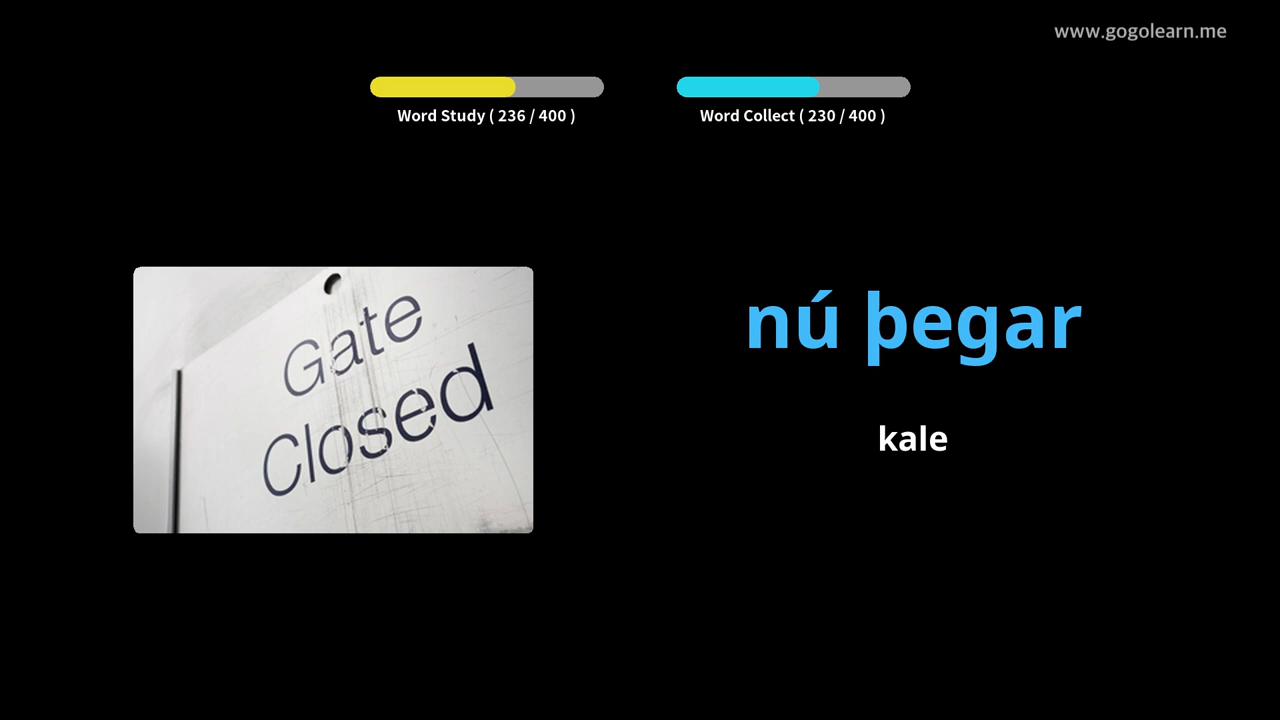 www.gogolearn.me
Word Study ( 236 / 400 )
Word Collect ( 230 / 400 )
Gate
Closed
nú þegar
kale